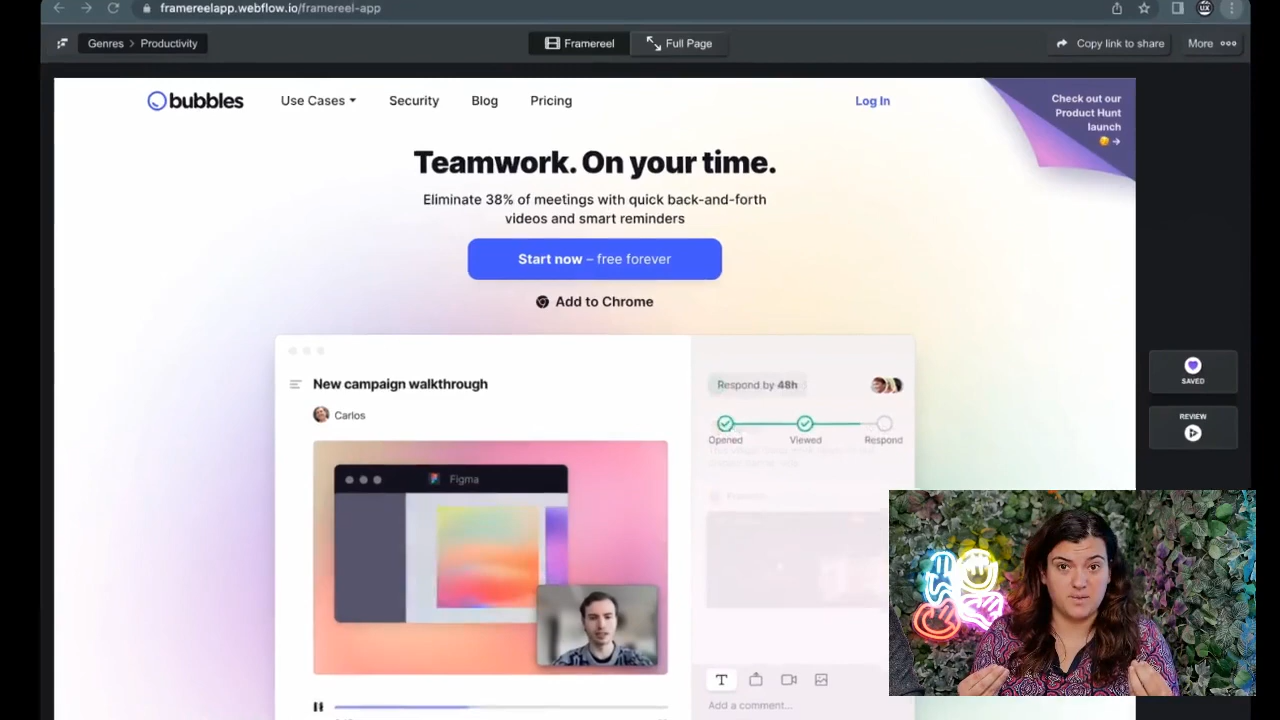 framereelapp.webflow.io/framereel-app
UX
Genres > Productivity
Framereel
Full Page
Copy link to share
More
bubbles
Use Cases
Security
Blog
Pricing
Log In
Check out our
Product Hunt
launch
→
Teamwork. On your time.
Eliminate 38% of meetings with quick back-and-forth
videos and smart reminders
Start now – free forever
Add to Chrome
New campaign walkthrough
Carlos
Figma
Respond by 48h
Opened
Viewed
Respond
SAVED
REVIEW
T
Add a comment...